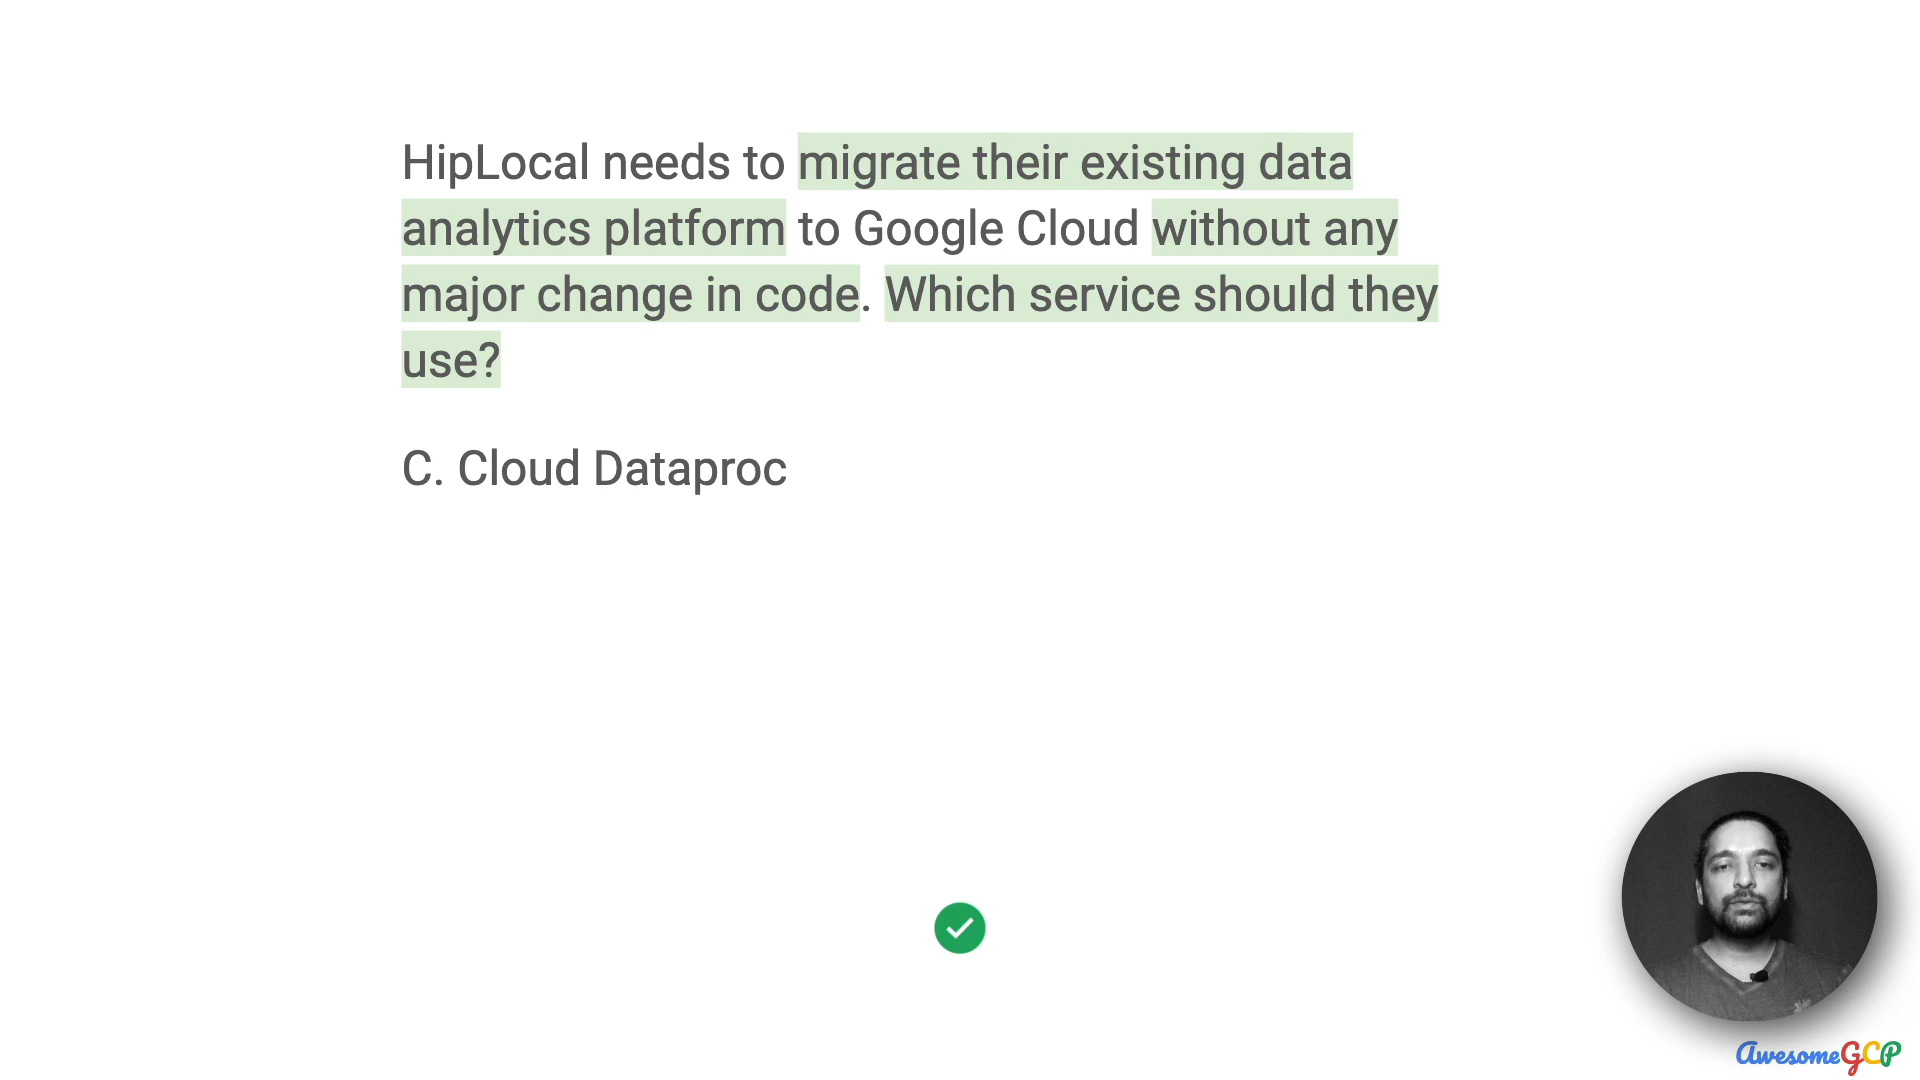 HipLocal needs to migrate their existing data
analytics platform to Google Cloud without any
major change in code. Which service should they
use?
C. Cloud Dataproc
AwesomeGCP